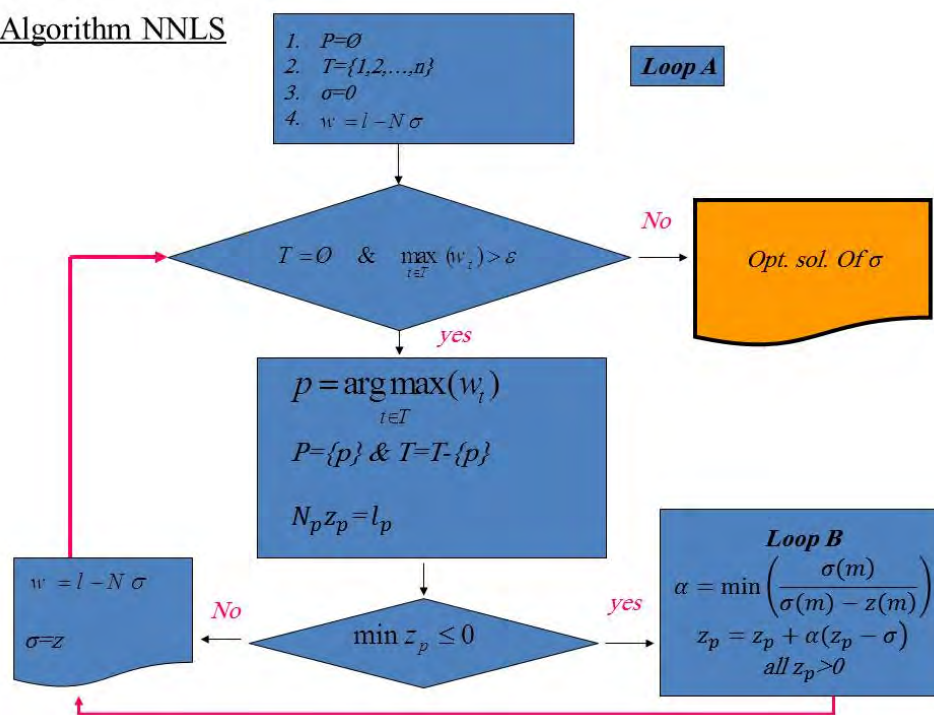 Algorithm NNLS
1. P=Ø
2. T={1,2,...,n}
3. σ=0
4. w = l − N σ
Loop A
T = Ø & max (w_t) > ε
t∈T
No
Opt. sol. Of σ
yes
p = arg max(w_t)
t∈T
P={p} & T=T-{p}
N_p z_p = l_p
w = l − N σ
σ=z
No
min z_p ≤ 0
yes
Loop B
α = min (σ(m) / (σ(m) − z(m)))
z_p = z_p + α(z_p − σ)
all z_p>0